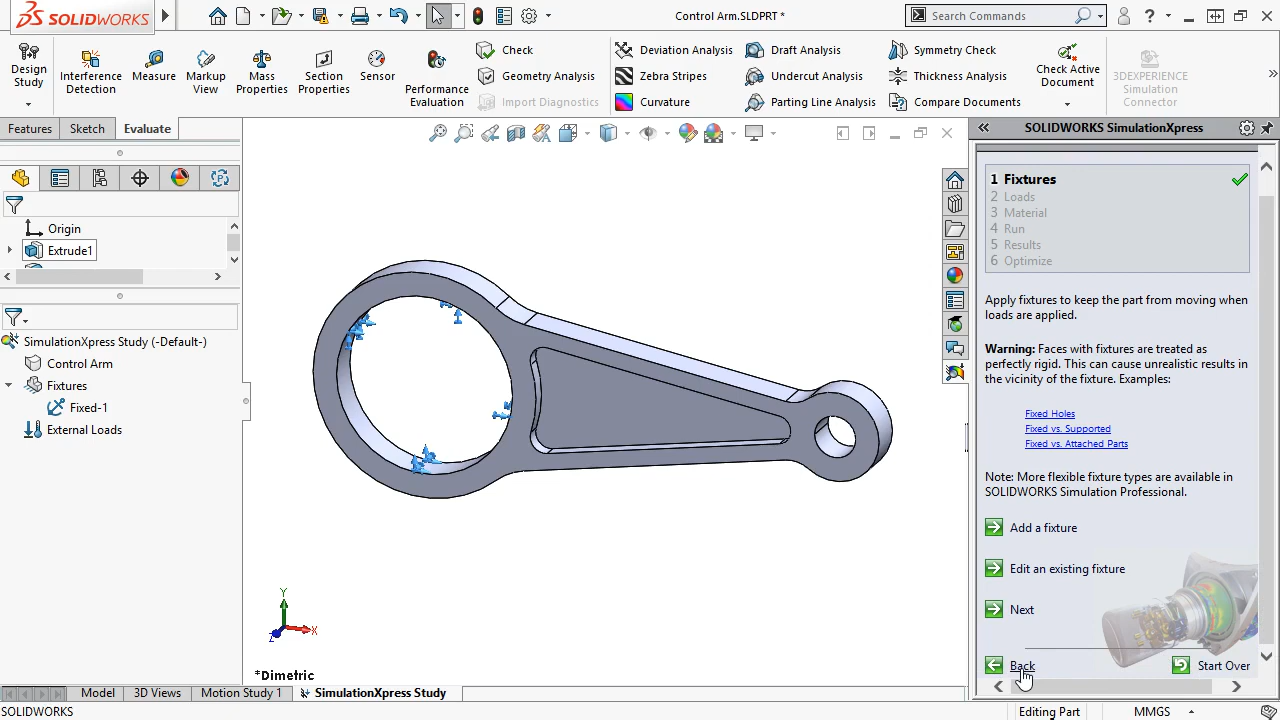 SOLIDWORKS
Control Arm.SLDPRT *
Search Commands
Design Study
Interference Detection
Measure
Markup View
Mass Properties
Section Properties
Sensor
Performance Evaluation
Check
Geometry Analysis
Import Diagnostics
Deviation Analysis
Zebra Stripes
Curvature
Draft Analysis
Undercut Analysis
Parting Line Analysis
Symmetry Check
Thickness Analysis
Compare Documents
Check Active Document
3DEXPERIENCE Simulation Connector
Features
Sketch
Evaluate
Origin
Extrude1
SimulationXpress Study (-Default-)
Control Arm
Fixtures
Fixed-1
External Loads
Y
X
Z
*Dimetric
SOLIDWORKS SimulationXpress
1 Fixtures
2 Loads
3 Material
4 Run
5 Results
6 Optimize
Apply fixtures to keep the part from moving when
loads are applied.
Warning: Faces with fixtures are treated as
perfectly rigid. This can cause unrealistic results in
the vicinity of the fixture. Examples:
Fixed Holes
Fixed vs. Supported
Fixed vs. Attached Parts
Note: More flexible fixture types are available in
SOLIDWORKS Simulation Professional.
Add a fixture
Edit an existing fixture
Next
Back
Start Over
Model
3D Views
Motion Study 1
SimulationXpress Study
SOLIDWORKS
Editing Part
MMGS